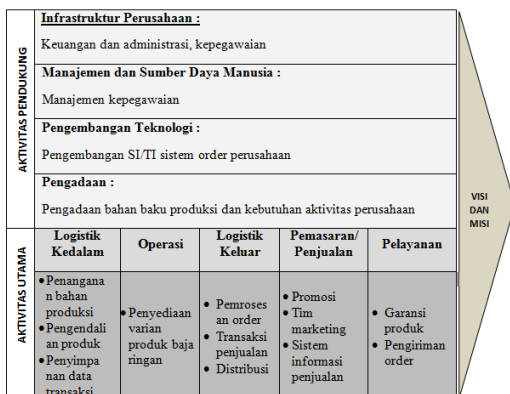 AKTIVITAS PENDUKUNG
Infrastruktur Perusahaan :
Keuangan dan administrasi, kepegawaian
Manajemen dan Sumber Daya Manusia :
Manajemen kepegawaian
Pengembangan Teknologi :
Pengembangan SI/TI sistem order perusahaan
Pengadaan :
Pengadaan bahan baku produksi dan kebutuhan aktivitas perusahaan
AKTIVITAS UTAMA
Logistik
Kedalam
• Penangana
n bahan
produksi
• Pengendali
an produk
• Penyimpa
nan data
transaksi
Operasi
• Penyediaan
varian
produk baja
ringan
Logistik
Keluar
• Pemroses
an order
• Transaksi
penjualan
• Distribusi
Pemasaran/
Penjualan
• Promosi
• Tim
marketing
• Sistem
informasi
penjualan
Pelayanan
• Garansi
produk
• Pengiriman
order
VISI
DAN
MISI